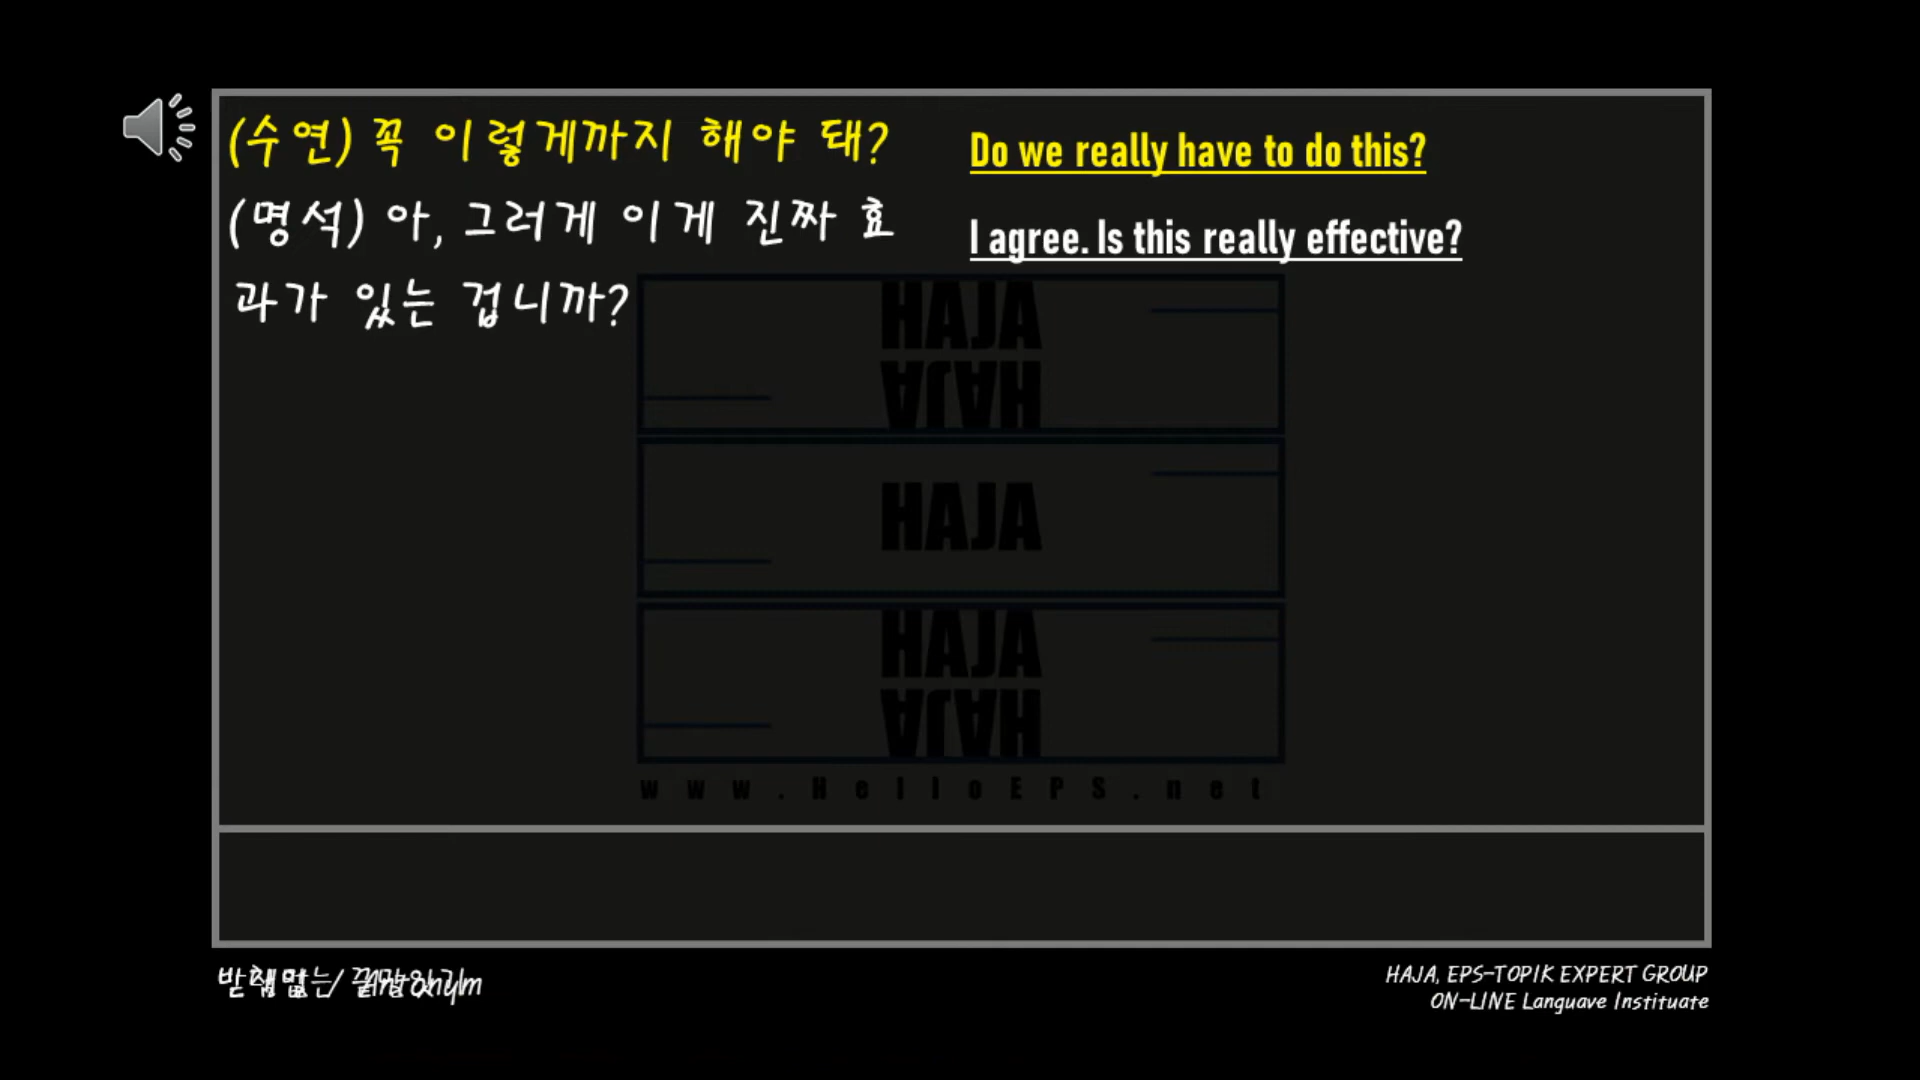 (수연) 꼭 이렇게까지 해야 돼?
Do we really have to do this?
(명석) 아, 그러게 이게 진짜 효
I agree. Is this really effective?
과가 있는 겁니까?
HAJA
HAJA
HAJA
HAJA
HAJA
www.HelloEPS.net
HAJA, EPS-TOPIK EXPERT GROUP
ON-LINE Languave Instituate